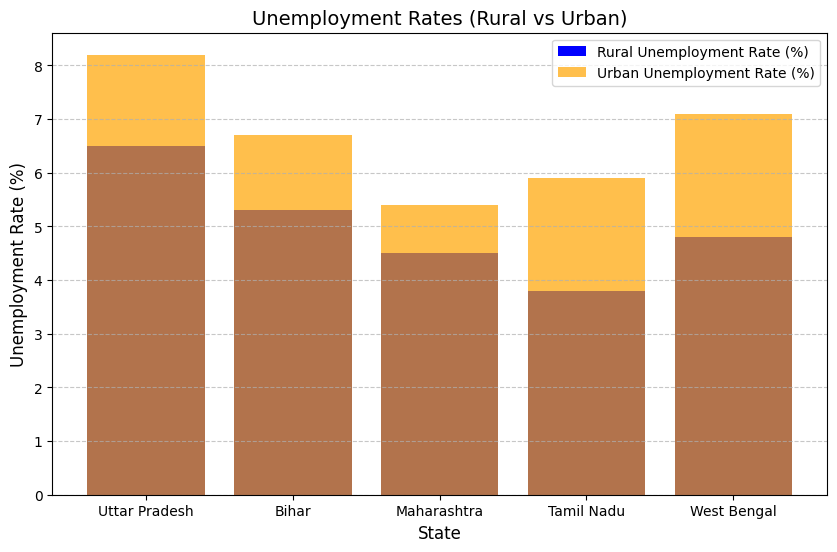 Unemployment Rates (Rural vs Urban)
Rural Unemployment Rate (%)
Urban Unemployment Rate (%)
Unemployment Rate (%)
8
7
6
5
4
3
2
1
0
Uttar Pradesh Bihar Maharashtra Tamil Nadu West Bengal
State